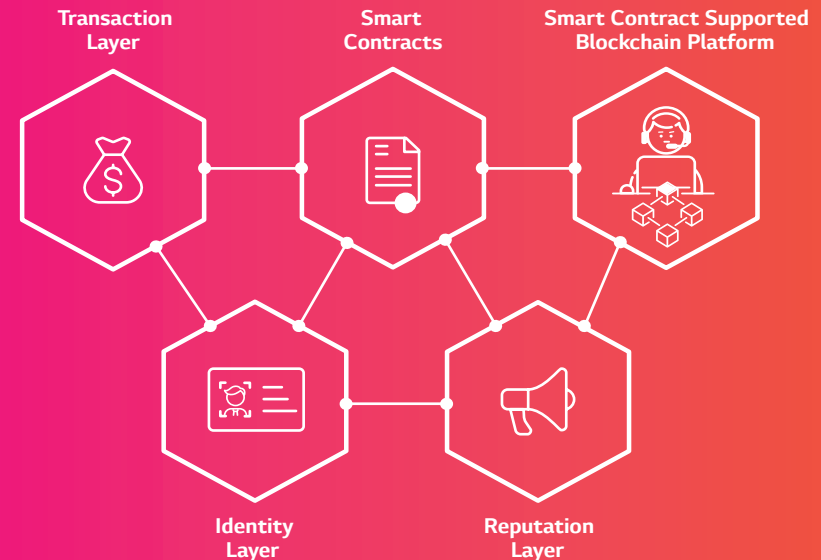 Transaction
Layer
Smart
Contracts
Smart Contract Supported
Blockchain Platform
$
Identity
Layer
Reputation
Layer